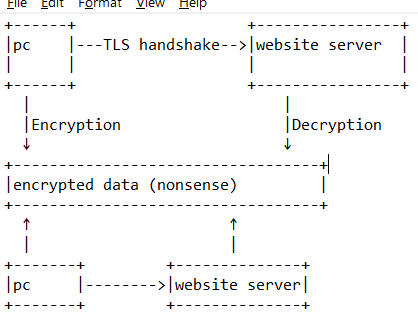 File Edit Format View Help
+------+                    +---------------+
|pc    |---TLS handshake-->|website server  |
|      |                    |               |
+------+                    +---------------+
  |                             |
  |Encryption                   |Decryption
  ↓                             ↓
+----------------------------------+
|encrypted data (nonsense)         |
+----------------------------------+
  ↑                      ↑
  |                      |
+-------+         +--------------+
|pc     |-------->|website server|
+-------+         +--------------+